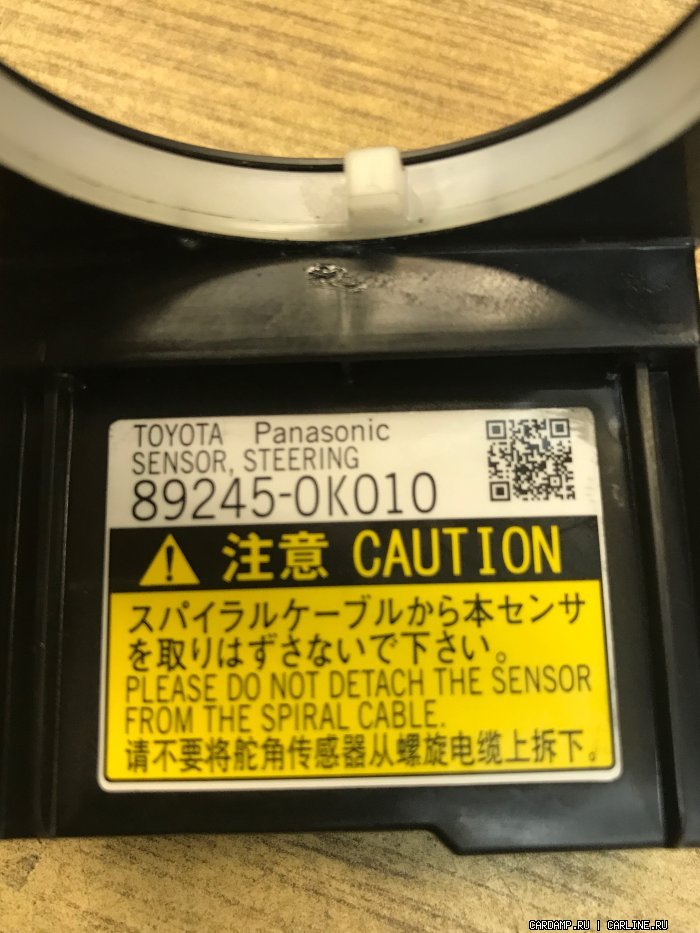 TOYOTA Panasonic
SENSOR, STEERING
89245-0K010
注意 CAUTION
スパイラルケーブルから本センサ
を取りはずさないで下さい。
PLEASE DO NOT DETACH THE SENSOR
FROM THE SPIRAL CABLE.
请不要将舵角传感器从螺旋电缆上拆下。
CARDAMP.RU | CARLINE.RU